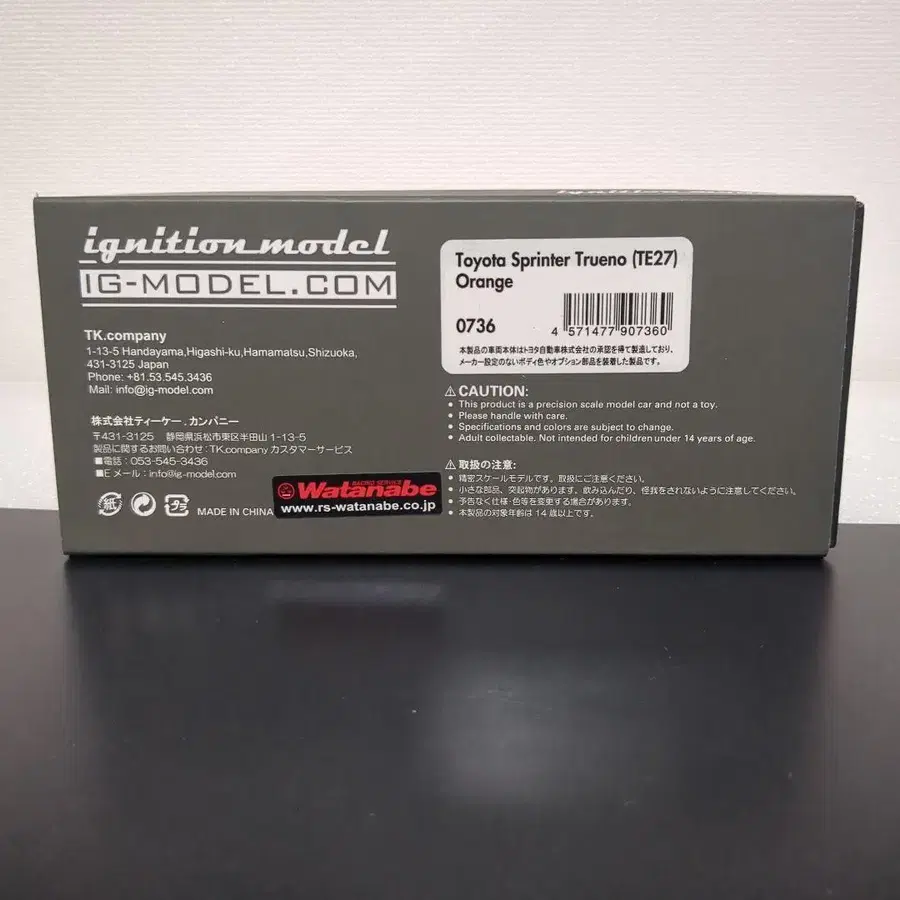 ignition model
IG-MODEL.COM
TK.company
1-13-5 Handayama,Higashi-ku,Hamamatsu,Shizuoka,
431-3125 Japan
Phone: +81.53.545.3436
Mail: info@ig-model.com
株式会社ティーケー.カンパニー
〒431-3125 静岡県浜松市東区半田山1-13-5
製品に関するお問い合わせ:TK.company カスタマーサービス
■電話: 053-545-3436
■Eメール: info@ig-model.com
紙
プラ
MADE IN CHINA
RACING SERVICE
Watanabe
www.rs-watanabe.co.jp
Toyota Sprinter Trueno (TE27)
Orange
0736
4 571477 907360
本製品の車両本体はトヨタ自動車株式会社の承認を得て製造しており、
メーカー設定のないボディ色やオプション部品を装着した製品です。
⚠CAUTION:
• This product is a precision scale model car and not a toy.
• Please handle with care.
• Specifications and colors are subject to change.
• Adult collectable. Not intended for children under 14 years of age.
⚠取扱の注意:
• 精密スケールモデルです。取扱にご注意ください。
• 小さな部品、突起物があります。飲み込んだり、怪我をされないように注意してください。
• 予告なく仕様・色等を変更する場合があります。
• 本製品の対象年齢は14歳以上です。